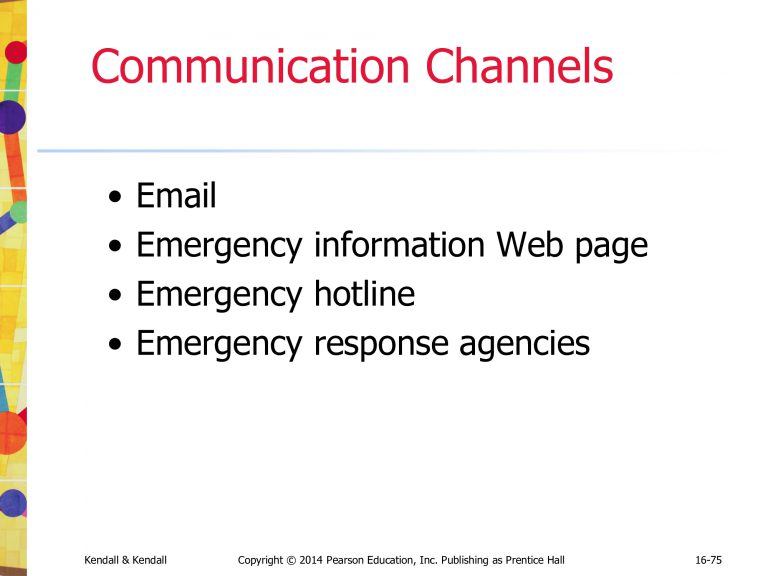 Communication Channels
• Email
• Emergency information Web page
• Emergency hotline
• Emergency response agencies
Kendall & Kendall Copyright © 2014 Pearson Education, Inc. Publishing as Prentice Hall 16-75